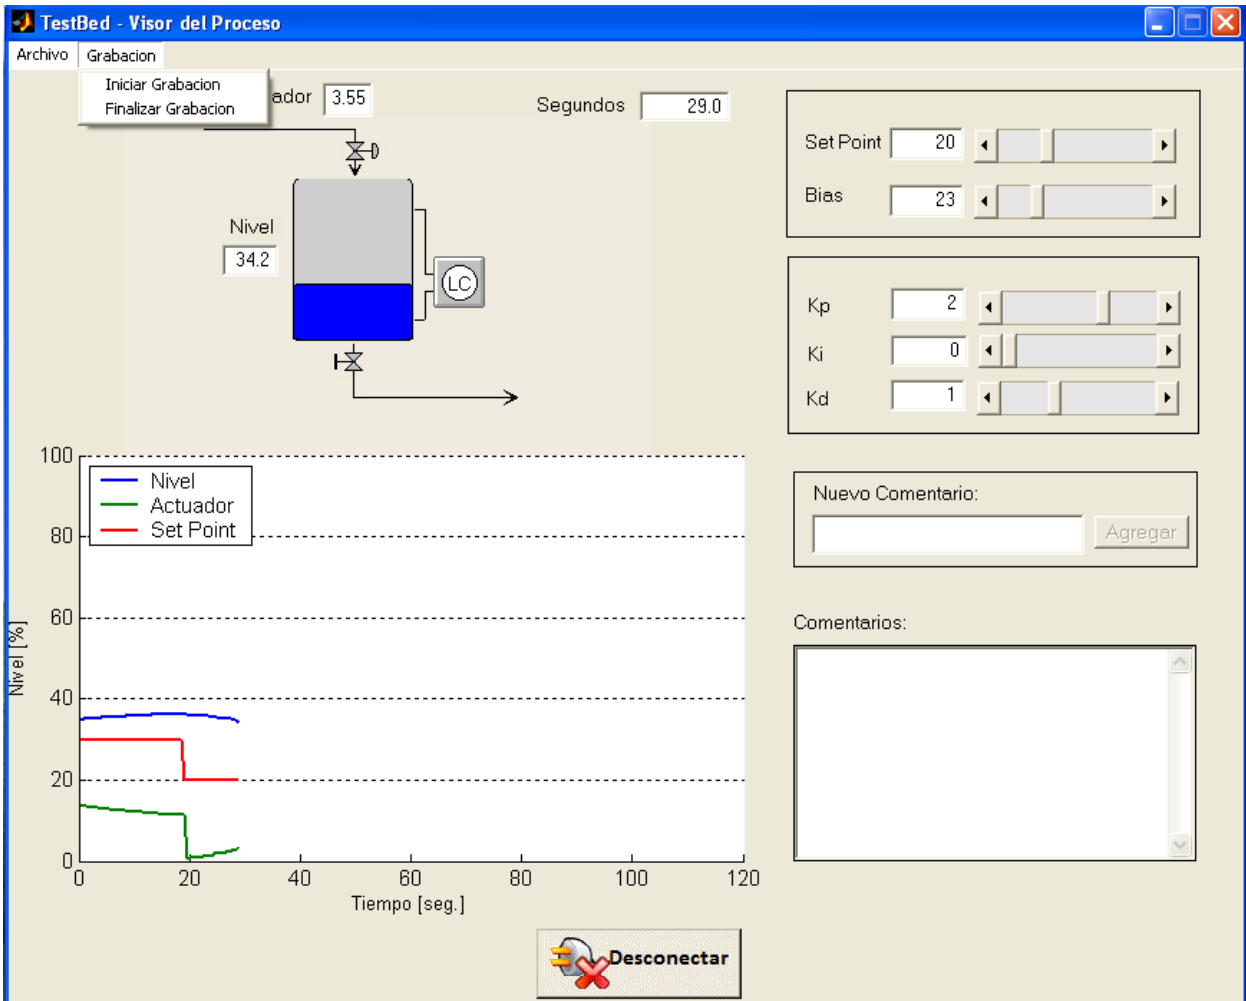 TestBed - Visor del Proceso
Archivo Grabacion
Iniciar Grabacion
Finalizar Grabacion
ador 3.55
Segundos 29.0
Set Point 20
Bias 23
Nivel
34.2
LC
Kp 2
Ki 0
Kd 1
Nuevo Comentario:
Agregar
Comentarios:
Nivel
Actuador
Set Point
100
80
60
40
20
0
Nivel [%]
0 20 40 60 80 100 120
Tiempo [seg.]
Desconectar